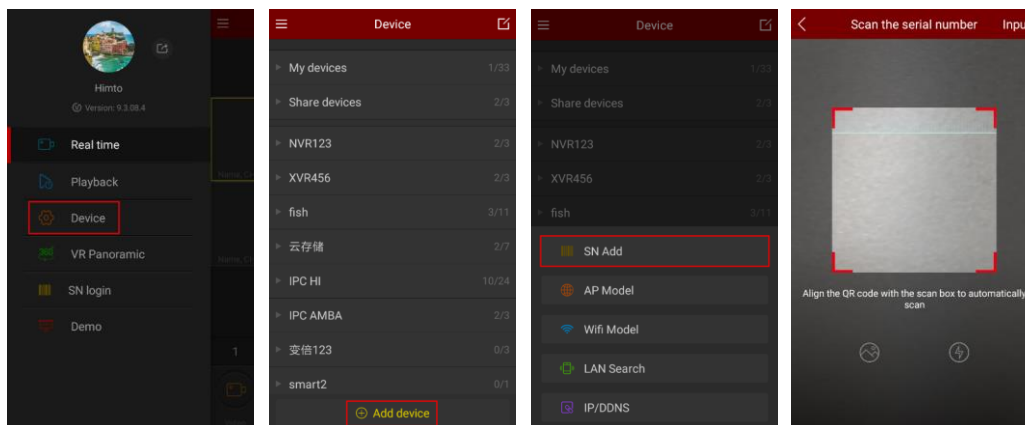 Himto
Version: 9.3.08.4
Real time
Playback
Device
VR Panoramic
SN login
Demo
1
Device
My devices 1/33
Share devices 2/3
NVR123 2/3
XVR456 2/3
fish 3/11
云存储 2/7
IPC HI 10/24
IPC AMBA 2/3
变倍123 0/3
smart2 0/1
Add device
Device
My devices 1/33
Share devices 2/3
NVR123 2/3
XVR456 2/3
fish 3/11
SN Add
AP Model
Wifi Model
LAN Search
IP/DDNS
Scan the serial number Inpu
Align the QR code with the scan box to automatically
scan